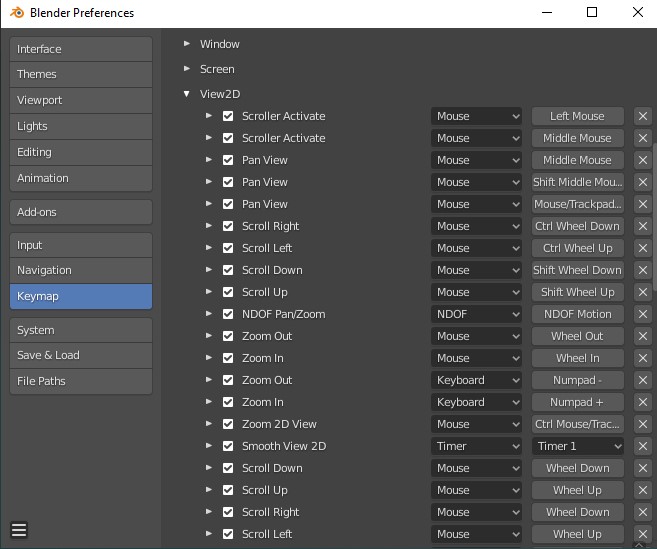 Blender Preferences
Interface
Themes
Viewport
Lights
Editing
Animation
Add-ons
Input
Navigation
Keymap
System
Save & Load
File Paths
Window
Screen
View2D
Scroller Activate Mouse Left Mouse
Scroller Activate Mouse Middle Mouse
Pan View Mouse Middle Mouse
Pan View Mouse Shift Middle Mou...
Pan View Mouse Mouse/Trackpad...
Scroll Right Mouse Ctrl Wheel Down
Scroll Left Mouse Ctrl Wheel Up
Scroll Down Mouse Shift Wheel Down
Scroll Up Mouse Shift Wheel Up
NDOF Pan/Zoom NDOF NDOF Motion
Zoom Out Mouse Wheel Out
Zoom In Mouse Wheel In
Zoom Out Keyboard Numpad -
Zoom In Keyboard Numpad +
Zoom 2D View Mouse Ctrl Mouse/Trac...
Smooth View 2D Timer Timer 1
Scroll Down Mouse Wheel Down
Scroll Up Mouse Wheel Up
Scroll Right Mouse Wheel Down
Scroll Left Mouse Wheel Up